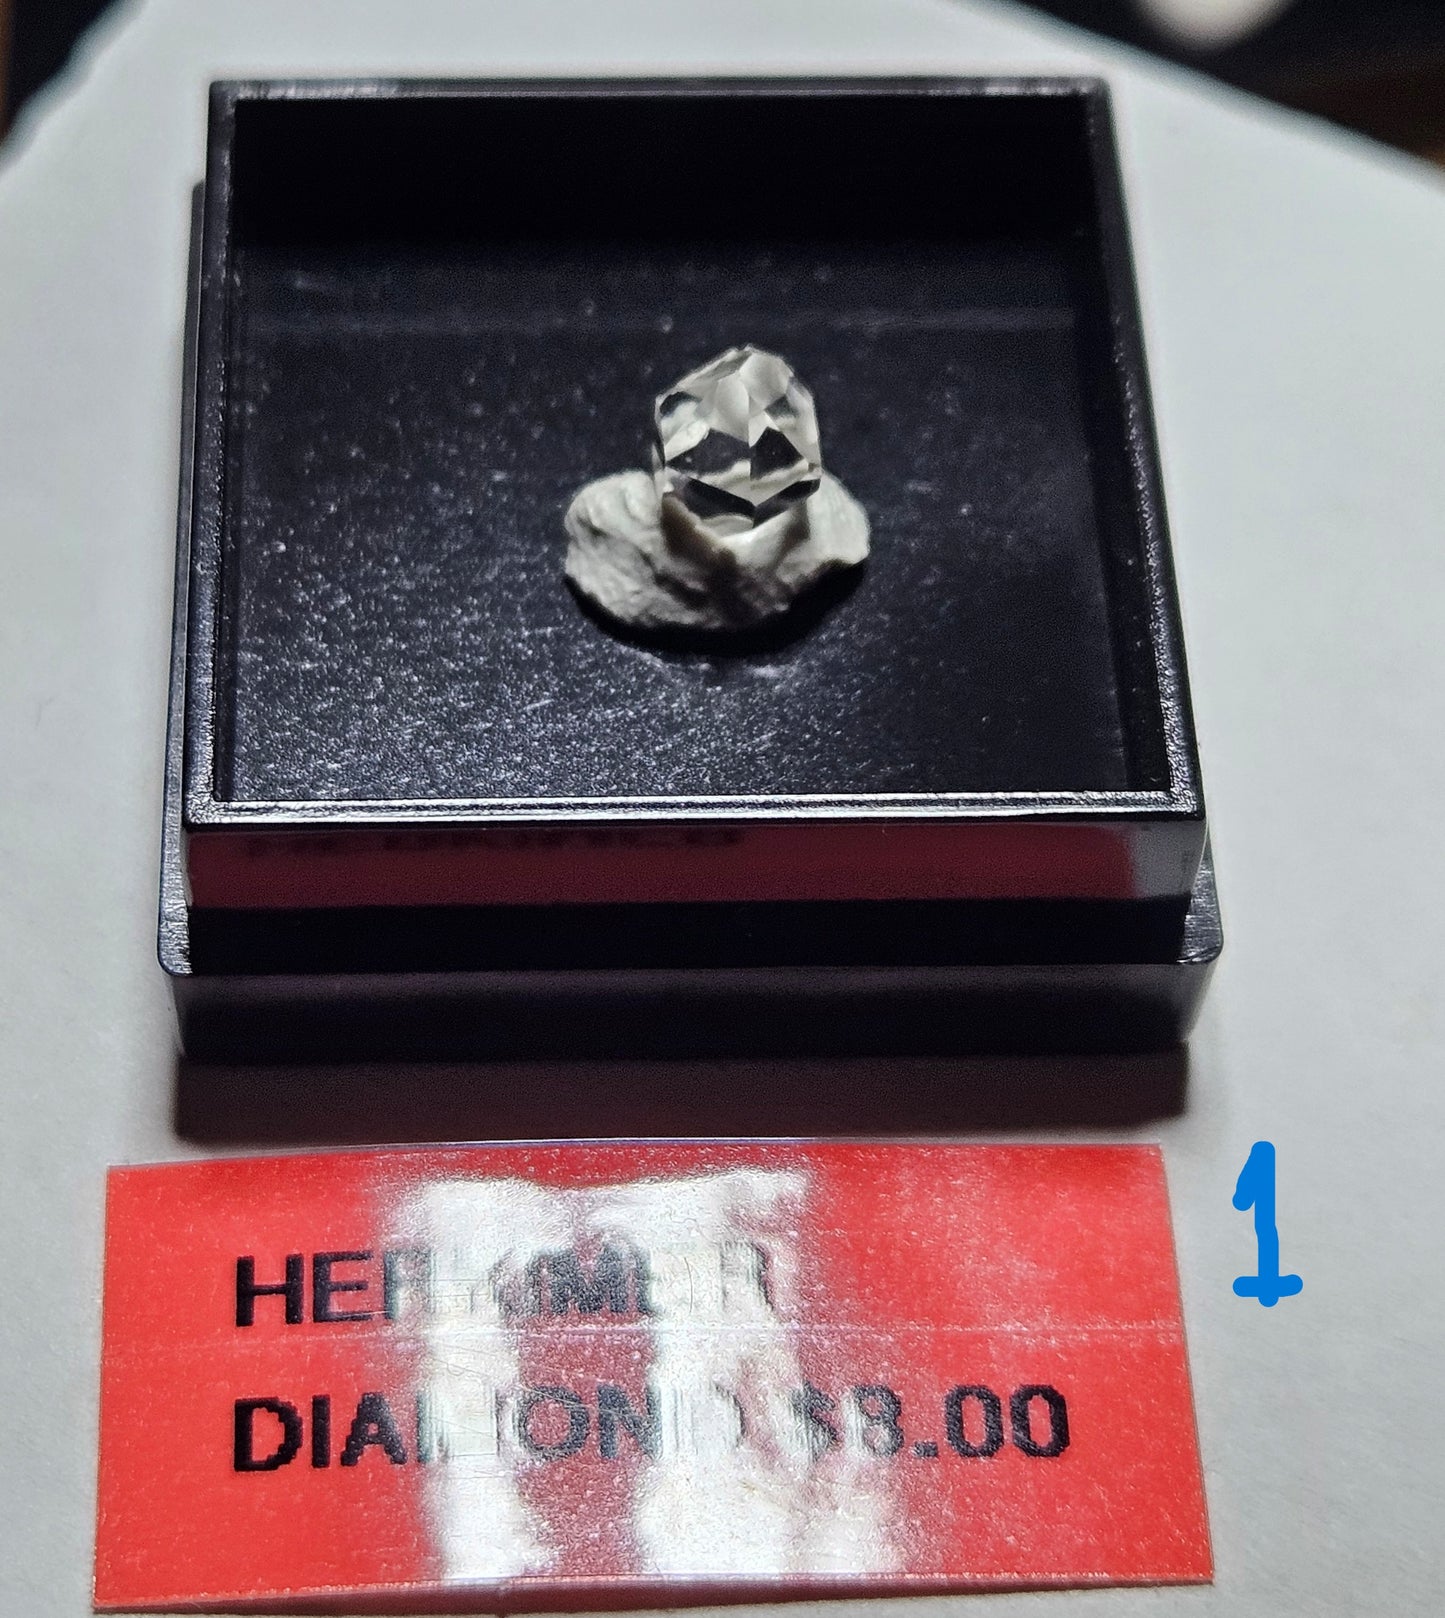 HERKIMER
DIAMOND $8.00
1